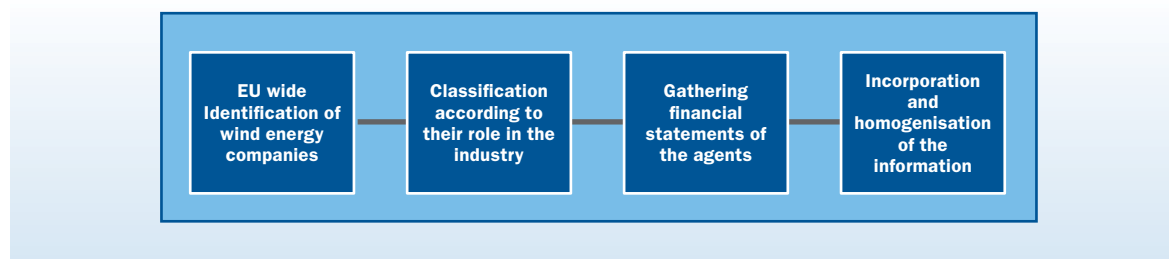 EU wide
Identification of
wind energy
companies
Classification
according to
their role in the
industry
Gathering
financial
statements of
the agents
Incorporation
and
homogenisation
of the
information